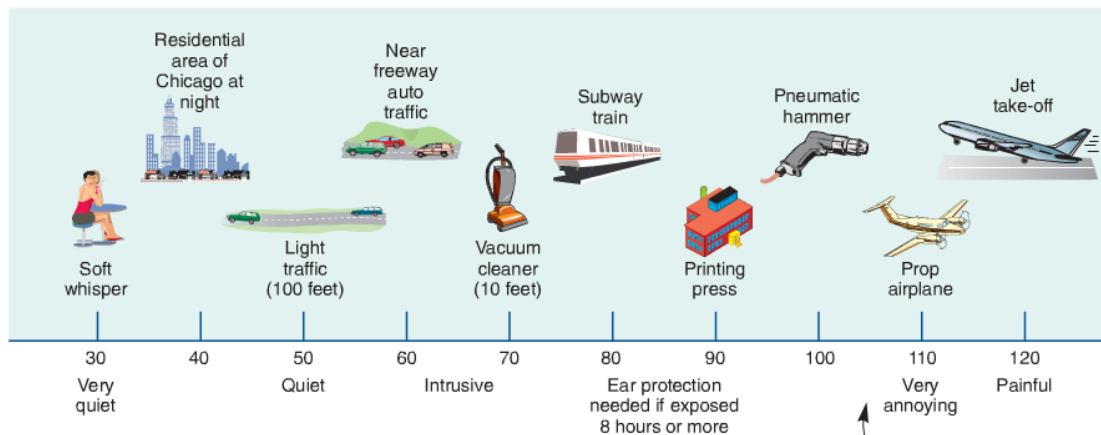 Residential
area of
Chicago at
night
Near
freeway
auto
traffic
Subway
train
Pneumatic
hammer
Jet
take-off
Soft
whisper
Light
traffic
(100 feet)
Vacuum
cleaner
(10 feet)
Printing
press
Prop
airplane
30 40 50 60 70 80 90 100 110 120
Very
quiet
Quiet
Intrusive
Ear protection
needed if exposed
8 hours or more
Very
annoying
Painful